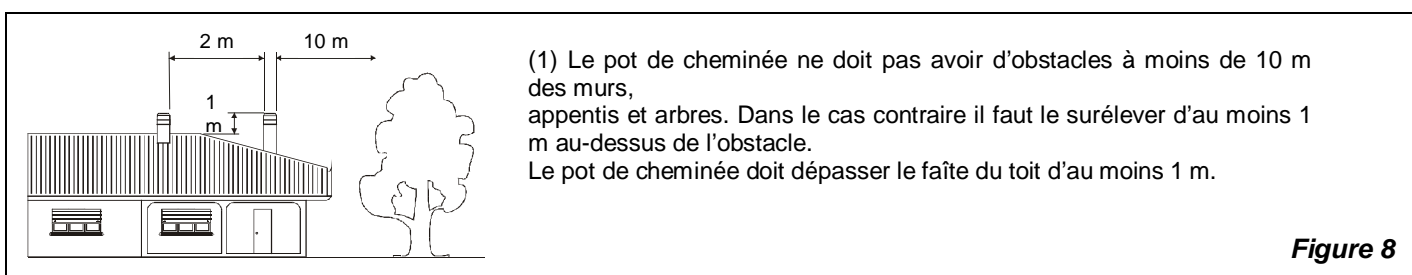 2 m
10 m
1
m
(1) Le pot de cheminée ne doit pas avoir d'obstacles à moins de 10 m
des murs,
appentis et arbres. Dans le cas contraire il faut le surélever d'au moins 1
m au-dessus de l'obstacle.
Le pot de cheminée doit dépasser le faîte du toit d'au moins 1 m.
Figure 8